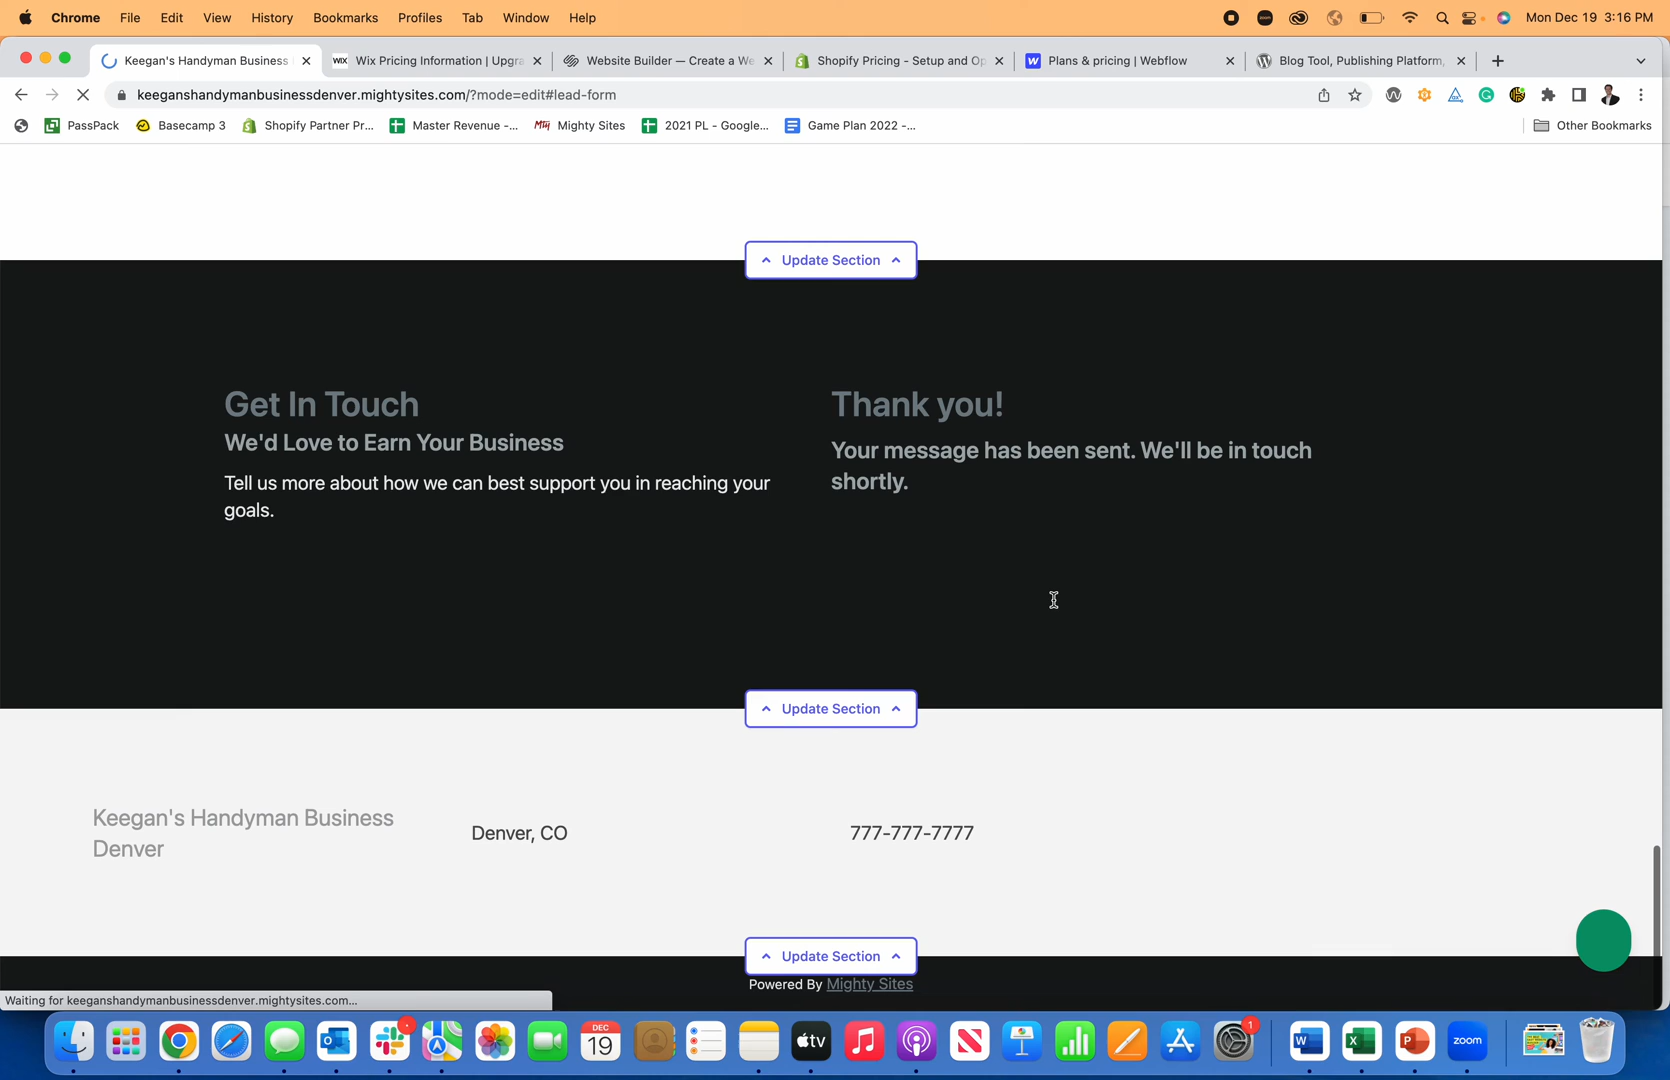 Chrome File Edit View History Bookmarks Profiles Tab Window Help Mon Dec 19 3:16 PM
Keegan's Handyman Business Wix Pricing Information | Upgra Website Builder — Create a We Shopify Pricing - Setup and Op Plans & pricing | Webflow Blog Tool, Publishing Platform,
keeganshandymanbusinessdenver.mightysites.com/?mode=edit#lead-form
PassPack Basecamp 3 Shopify Partner Pr... Master Revenue -... Mighty Sites 2021 PL - Google... Game Plan 2022 -... Other Bookmarks
Update Section
Get In Touch
We'd Love to Earn Your Business
Tell us more about how we can best support you in reaching your
goals.
Thank you!
Your message has been sent. We'll be in touch
shortly.
Update Section
Keegan's Handyman Business
Denver
Denver, CO
777-777-7777
Update Section
Powered By Mighty Sites
Waiting for keeganshandymanbusinessdenver.mightysites.com...
DEC
19
tv
1
zoom